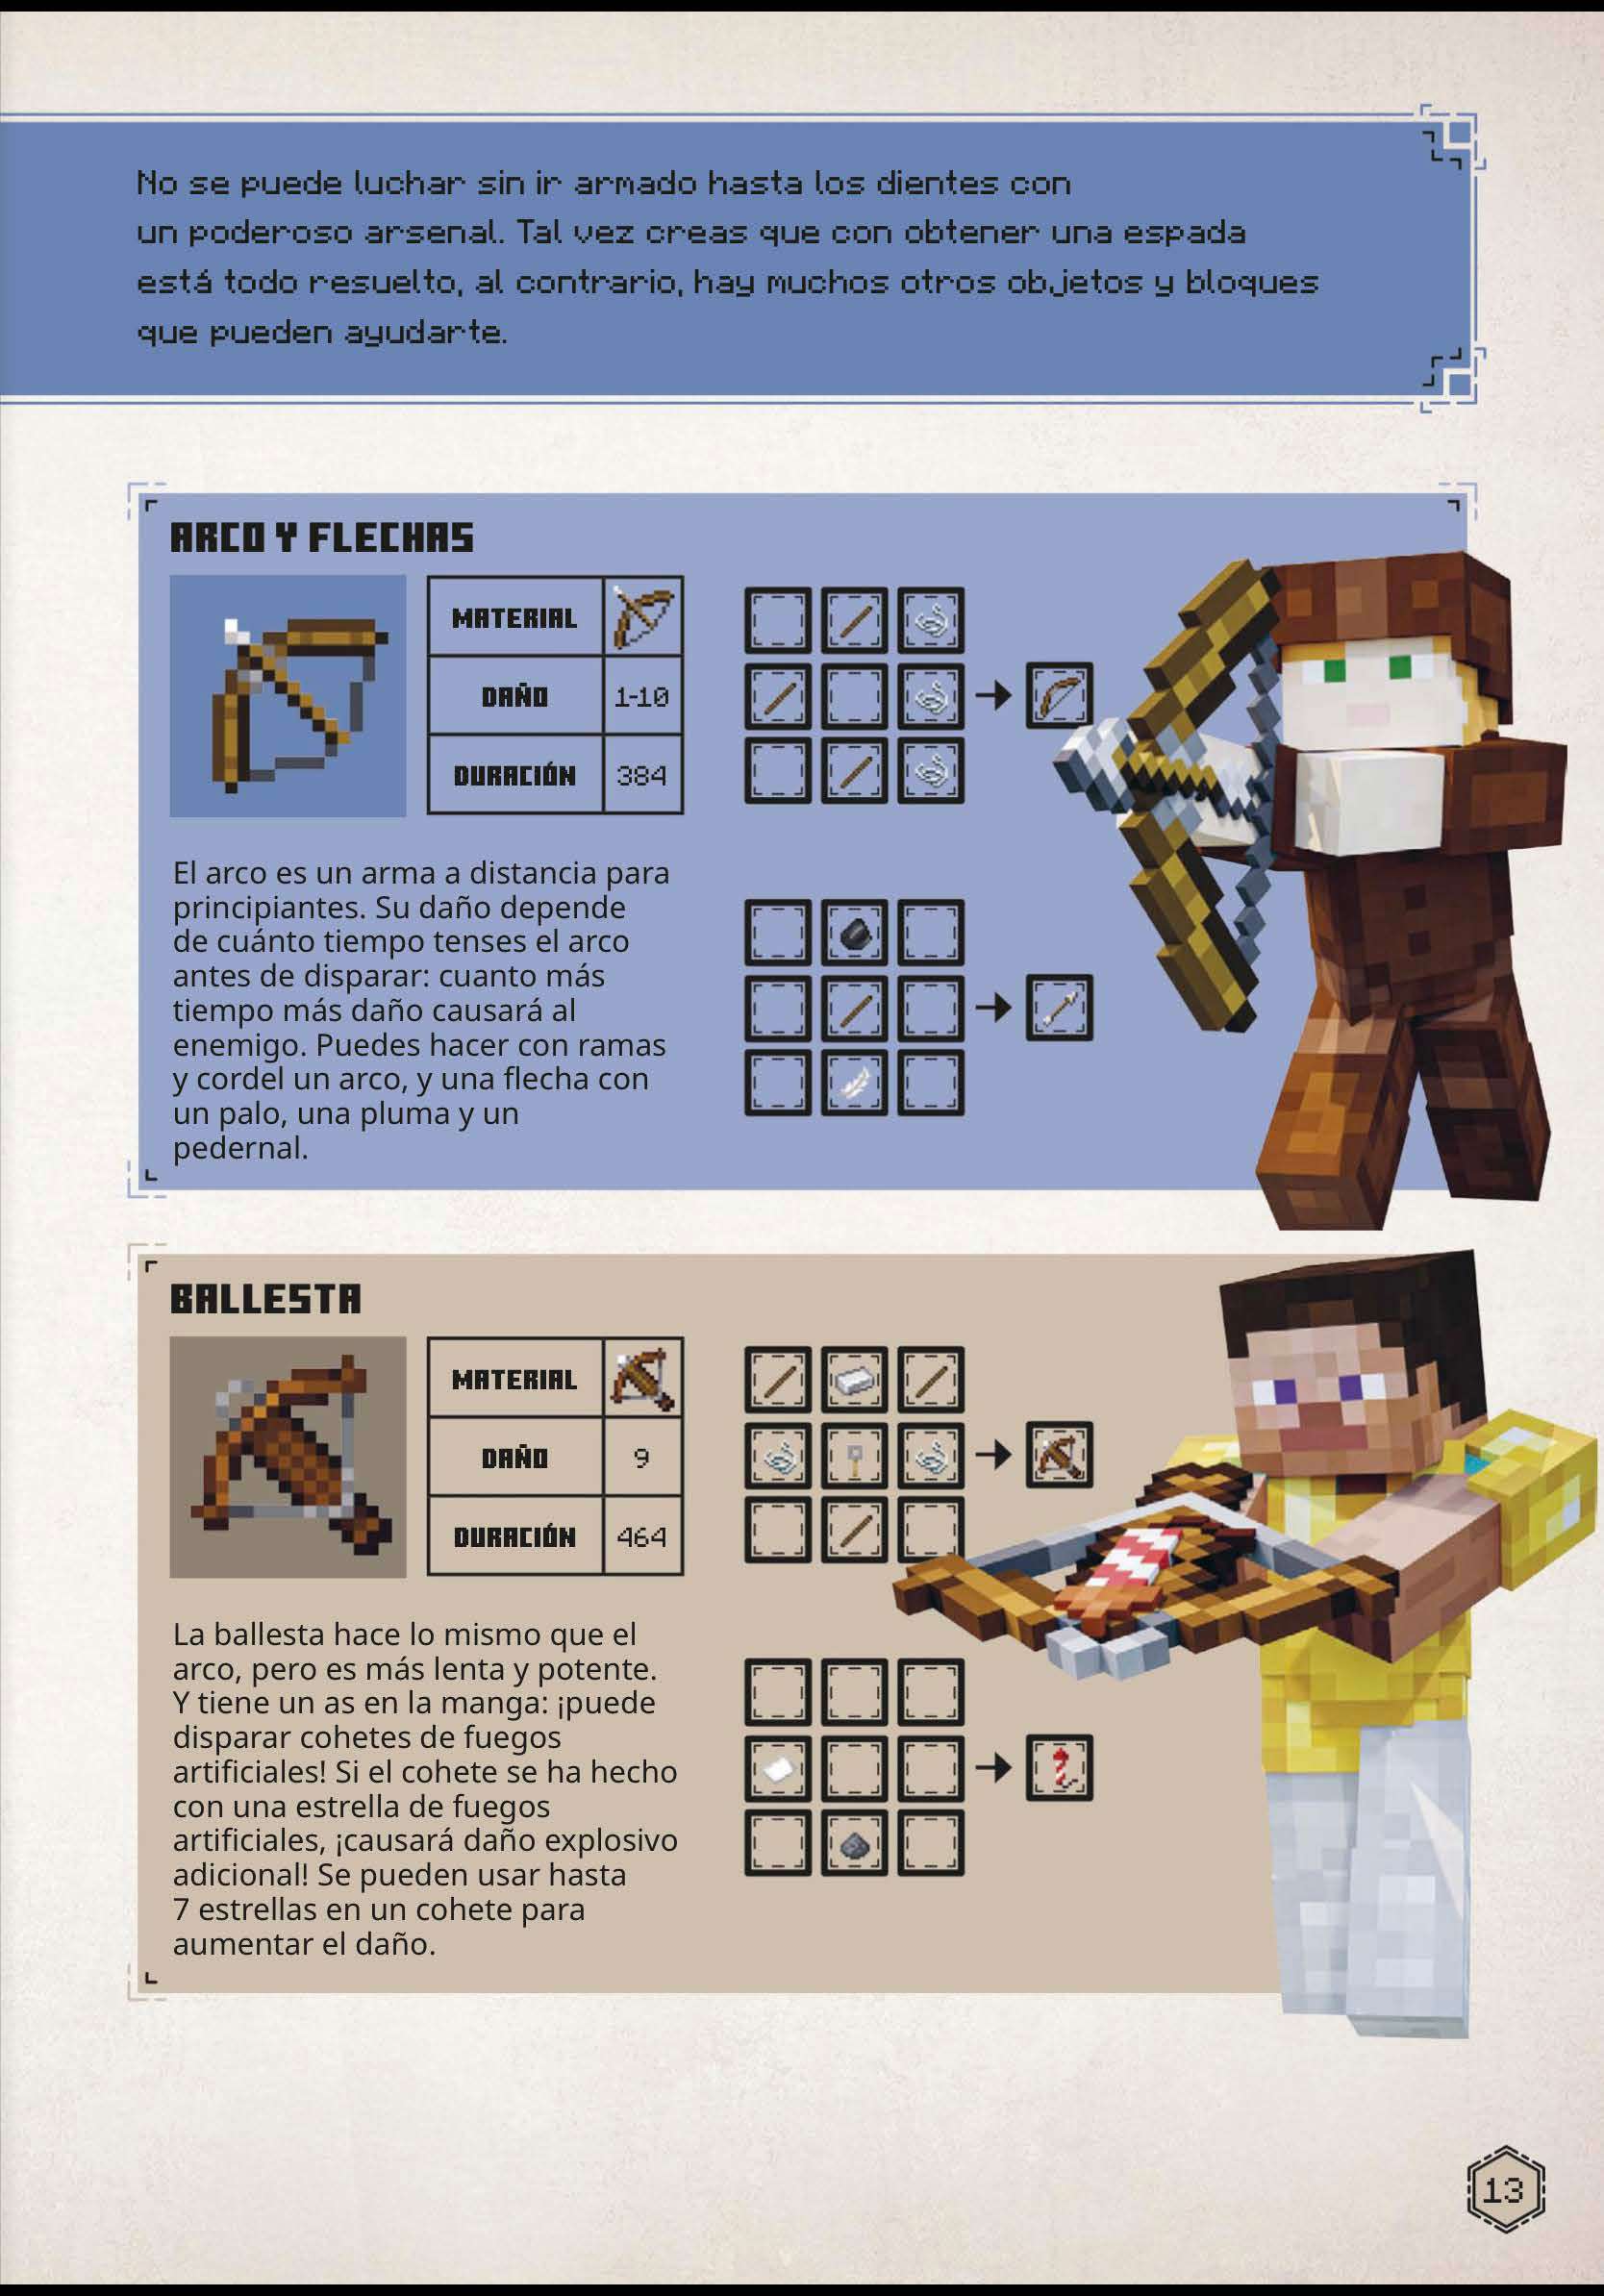 No se puede luchar sin ir armado hasta los dientes con
un poderoso arsenal. Tal vez creas que con obtener una espada
está todo resuelto, al contrario, hay muchos otros objetos y bloques
que pueden ayudarte.
ARCO Y FLECHAS
MATERIAL
DAÑO 1-10
DURACIÓN 384
El arco es un arma a distancia para
principiantes. Su daño depende
de cuánto tiempo tenses el arco
antes de disparar: cuanto más
tiempo más daño causará al
enemigo. Puedes hacer con ramas
y cordel un arco, y una flecha con
un palo, una pluma y un
pedernal.
BALLESTA
MATERIAL
DAÑO 9
DURACIÓN 464
La ballesta hace lo mismo que el
arco, pero es más lenta y potente.
Y tiene un as en la manga: ¡puede
disparar cohetes de fuegos
artificiales! Si el cohete se ha hecho
con una estrella de fuegos
artificiales, ¡causará daño explosivo
adicional! Se pueden usar hasta
7 estrellas en un cohete para
aumentar el daño.
13